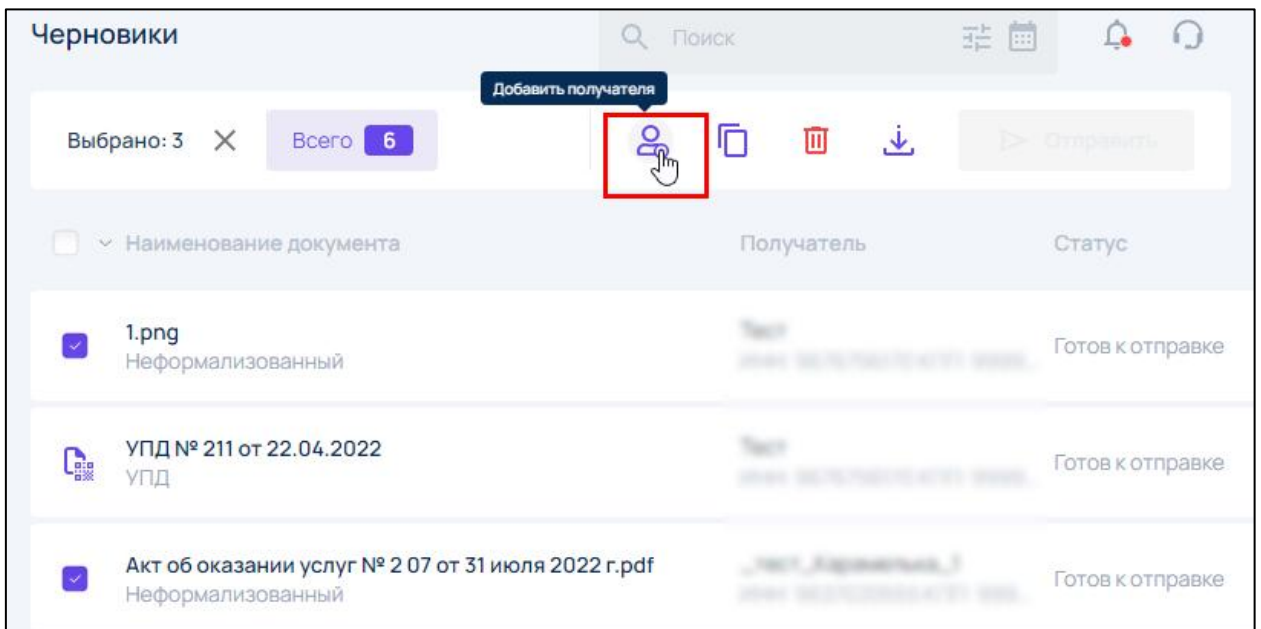 Черновики
Поиск
Добавить получателя
Выбрано: 3
Всего 6
Отправить
Наименование документа
Получатель
Статус
1.png
Тест
Неформализованный
Готов к отправке
УПД № 211 от 22.04.2022
Тест
УПД
Готов к отправке
Акт об оказании услуг № 2 07 от 31 июля 2022 г.pdf
Неформализованный
Готов к отправке